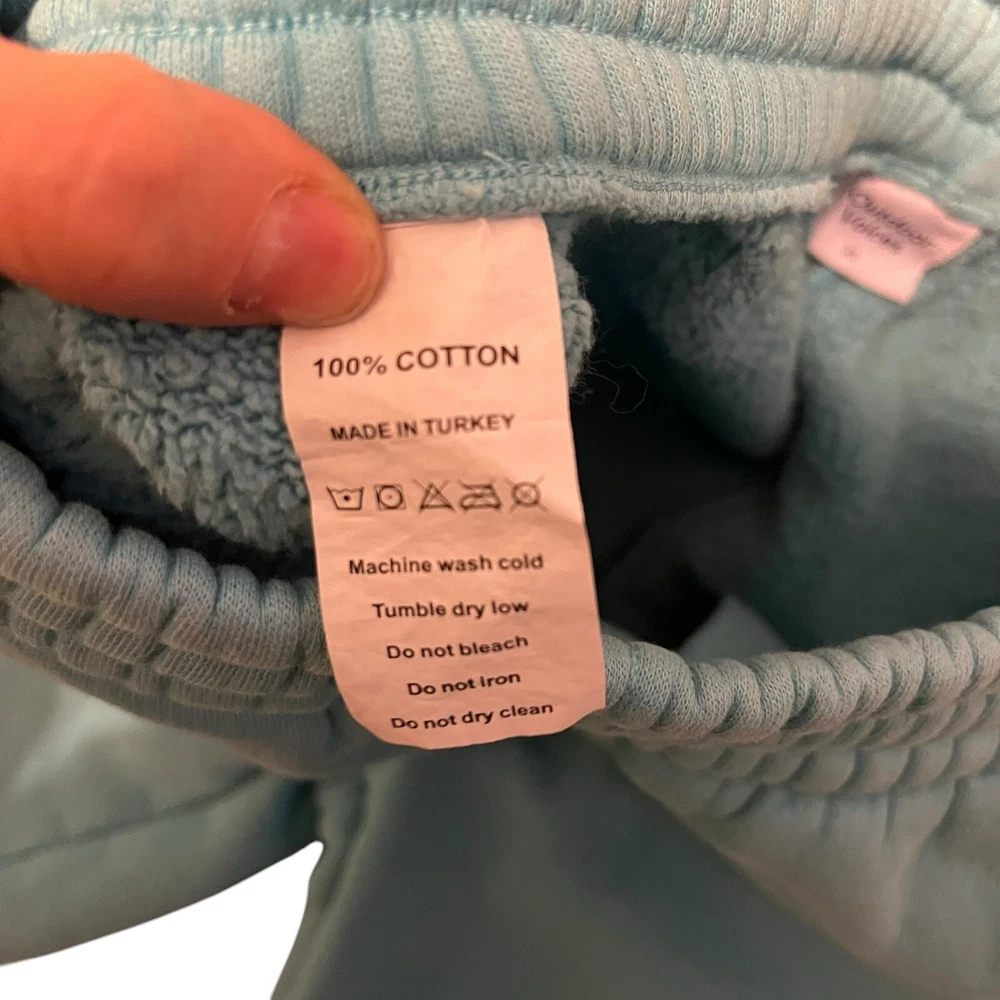 100% COTTON
MADE IN TURKEY
Machine wash cold
Tumble dry low
Do not bleach
Do not iron
Do not dry clean